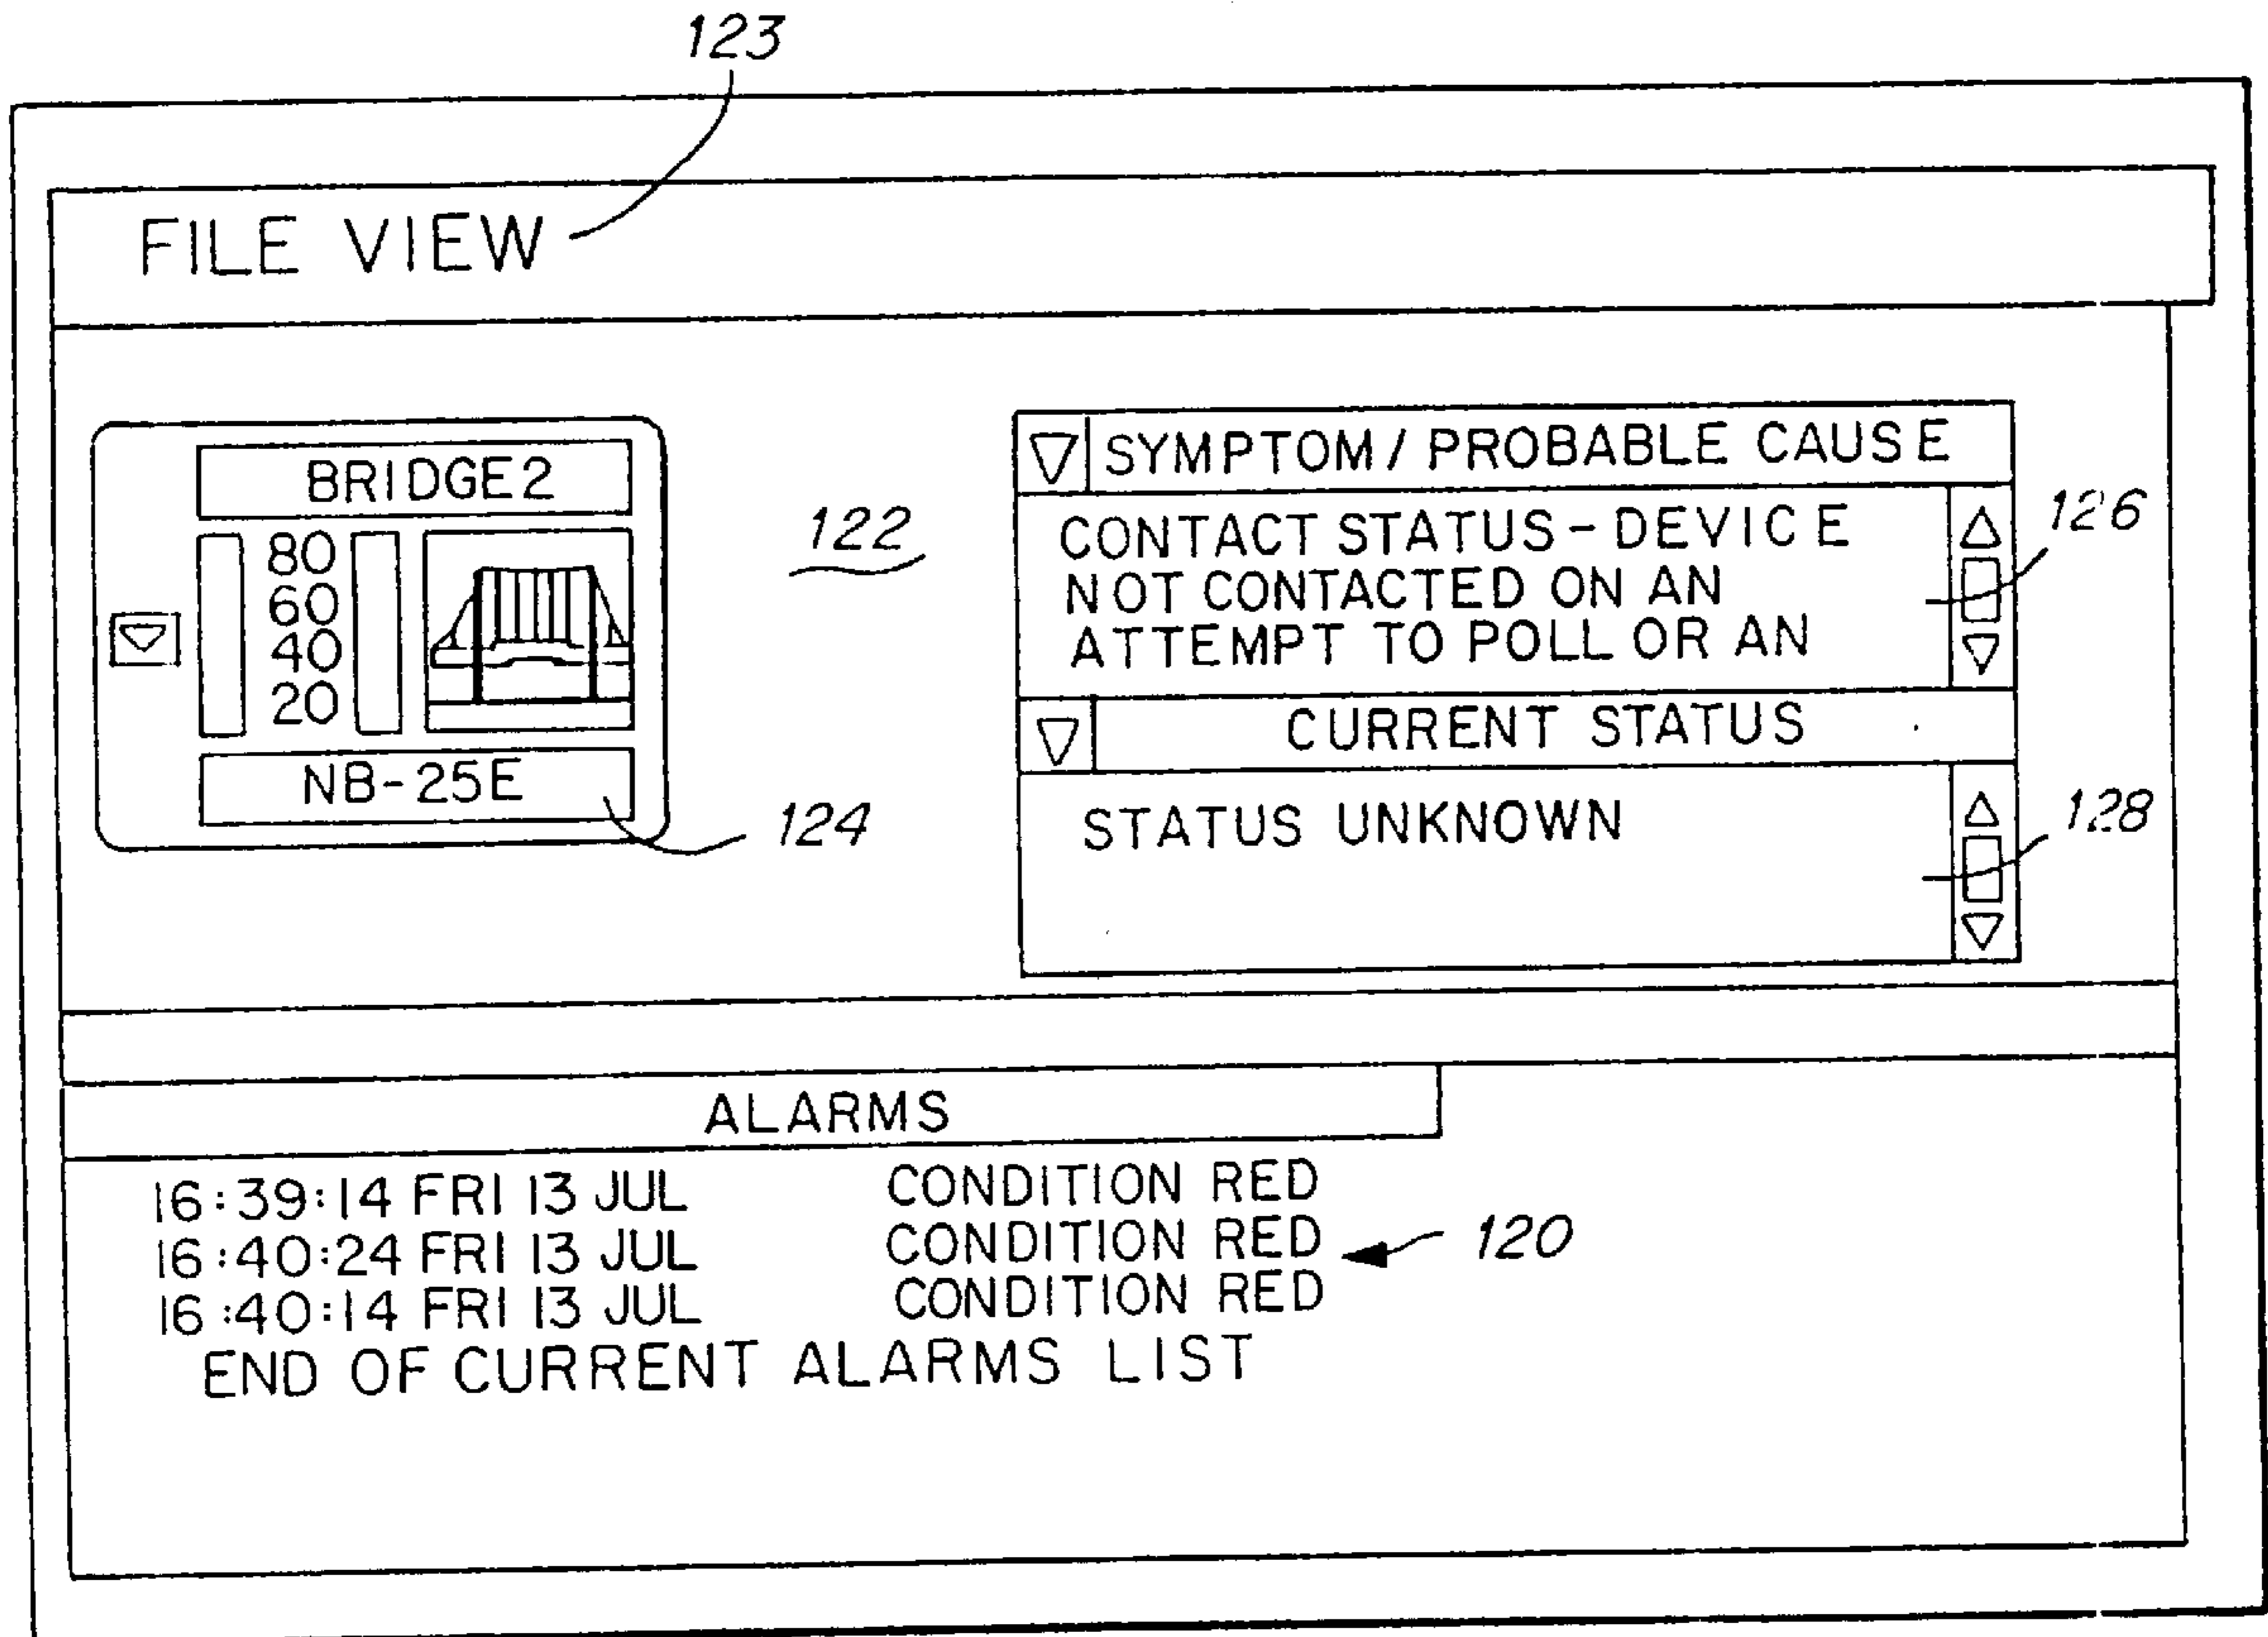 123
FILE VIEW
BRIDGE2
80
60
40
20
NB-25E
124
122
SYMPTOM/ PROBABLE CAUSE
CONTACT STATUS-DEVICE
NOT CONTACTED ON AN
ATTEMPT TO POLL OR AN
126
CURRENT STATUS
STATUS UNKNOWN
128
ALARMS
16:39:14 FRI 13 JUL CONDITION RED
16:40:24 FRI 13 JUL CONDITION RED
16:40:14 FRI 13 JUL CONDITION RED
120
END OF CURRENT ALARMS LIST